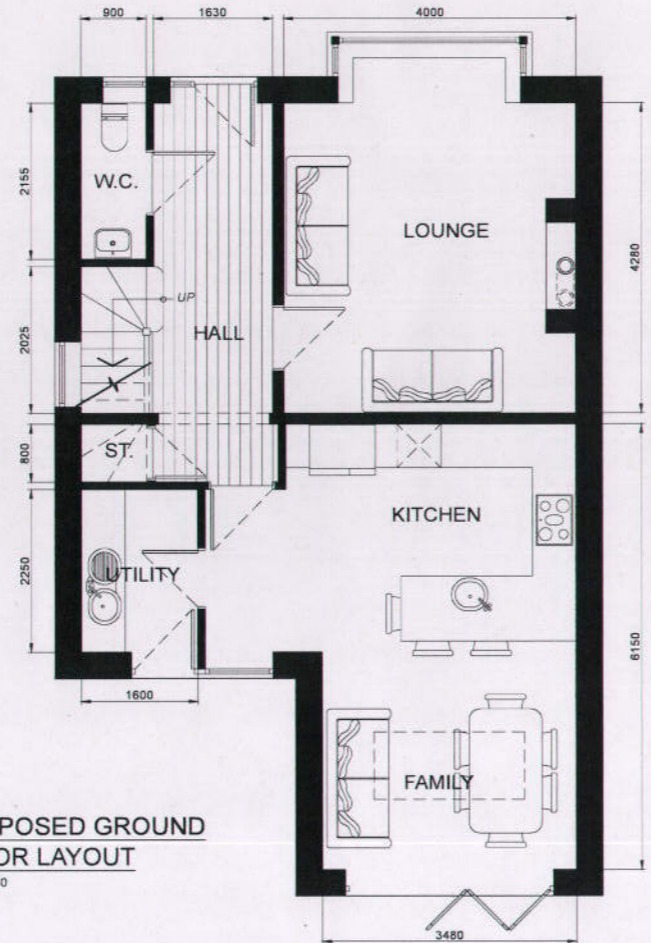 900
1630
4000
2155
W.C.
LOUNGE
4280
UP
2025
HALL
800
ST.
KITCHEN
2250
UTILITY
6150
1600
FAMILY
POSED GROUND
OR LAYOUT
0
3480